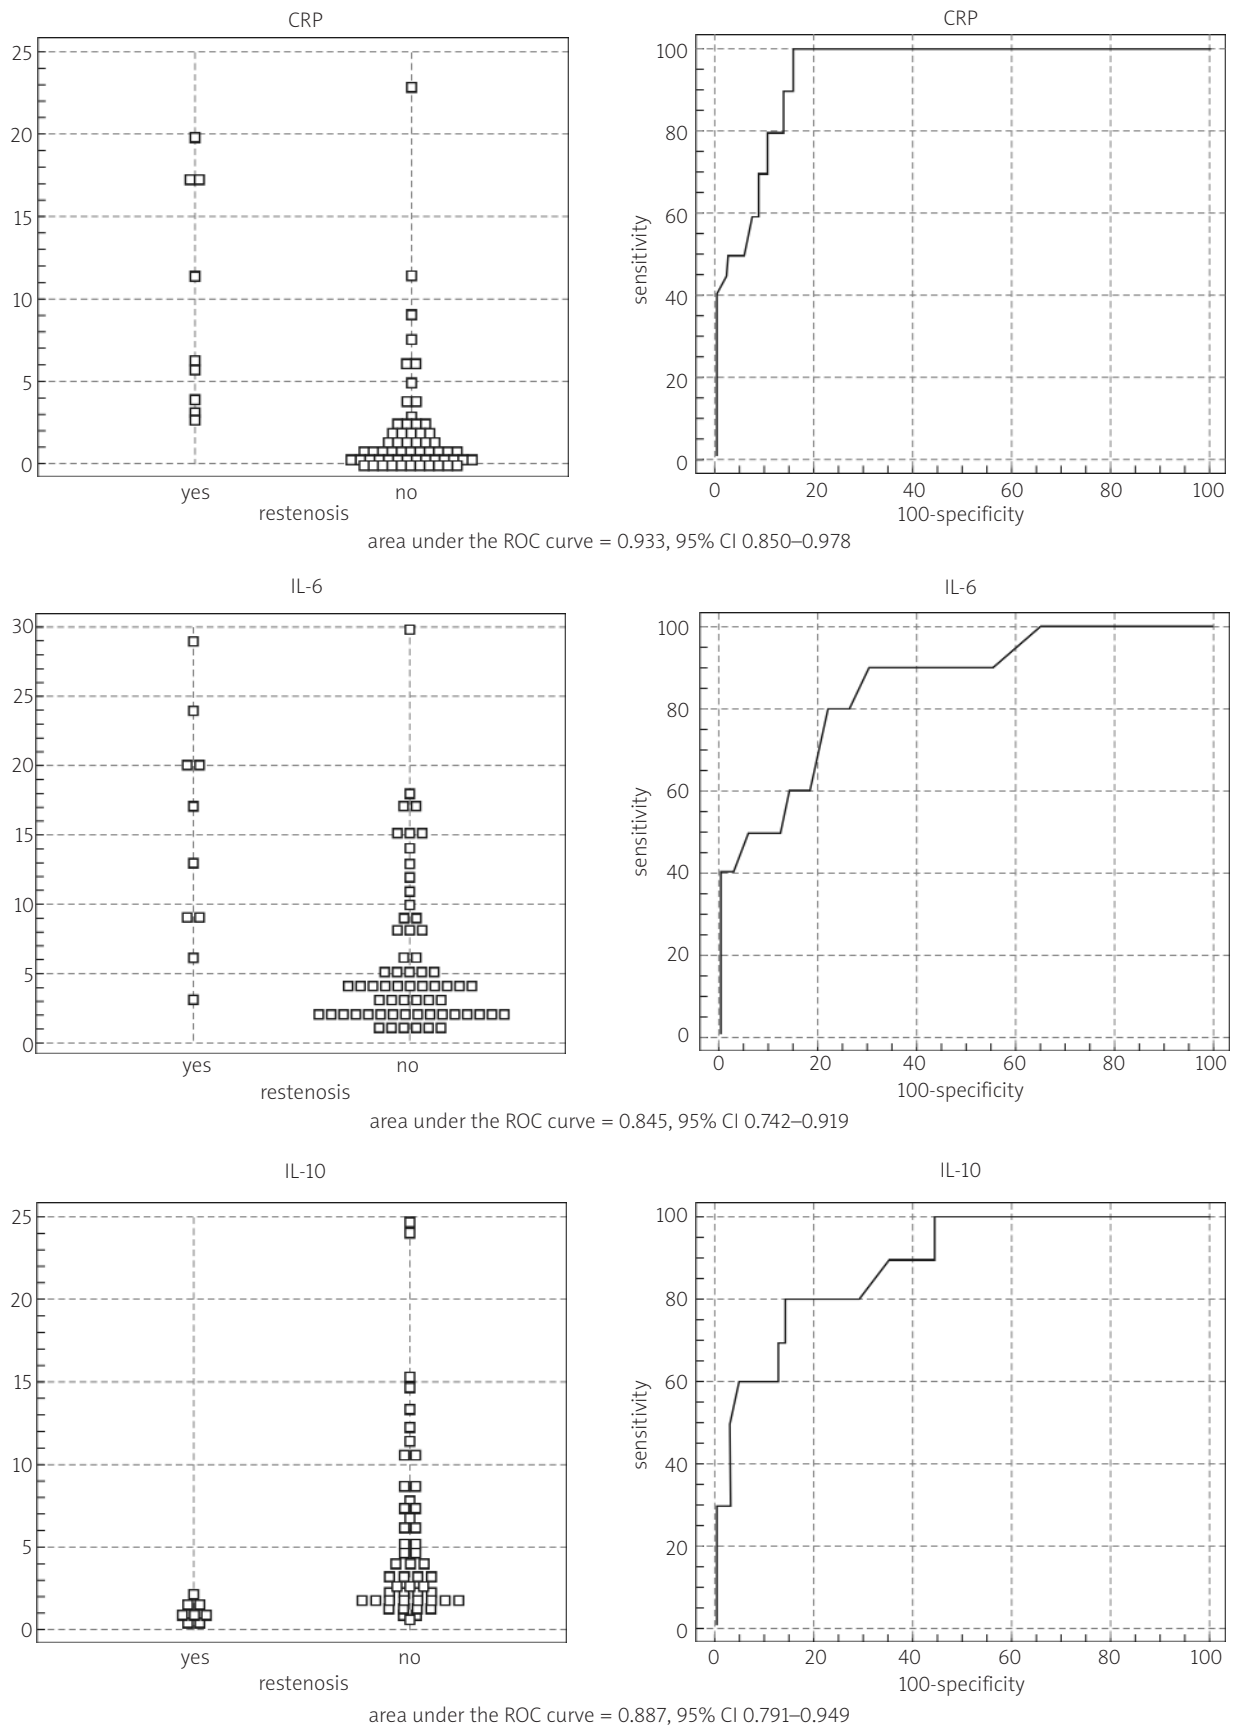 CRP
25
20
15
10
5
0
yes no
restenosis
CRP
sensitivity
100
80
60
40
20
0
0 20 40 60 80 100
100-specificity
area under the ROC curve = 0.933, 95% CI 0.850–0.978
IL-6
30
25
20
15
10
5
0
yes no
restenosis
IL-6
sensitivity
100
80
60
40
20
0
0 20 40 60 80 100
100-specificity
area under the ROC curve = 0.845, 95% CI 0.742–0.919
IL-10
25
20
15
10
5
0
yes no
restenosis
IL-10
sensitivity
100
80
60
40
20
0
0 20 40 60 80 100
100-specificity
area under the ROC curve = 0.887, 95% CI 0.791–0.949